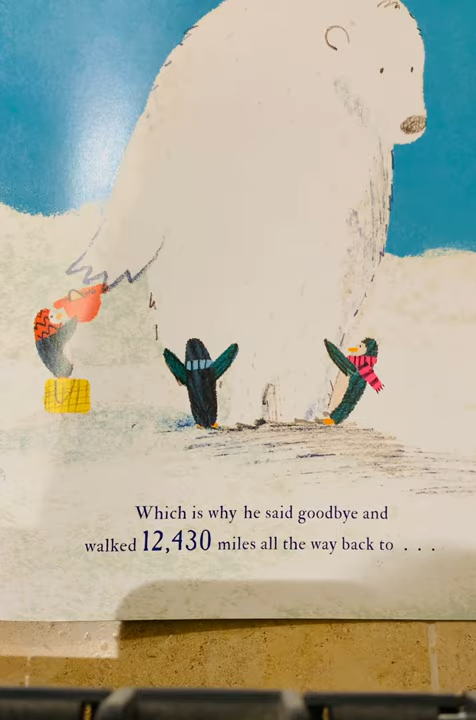 Which is why he said goodbye and
walked 12,430 miles all the way back to . . .